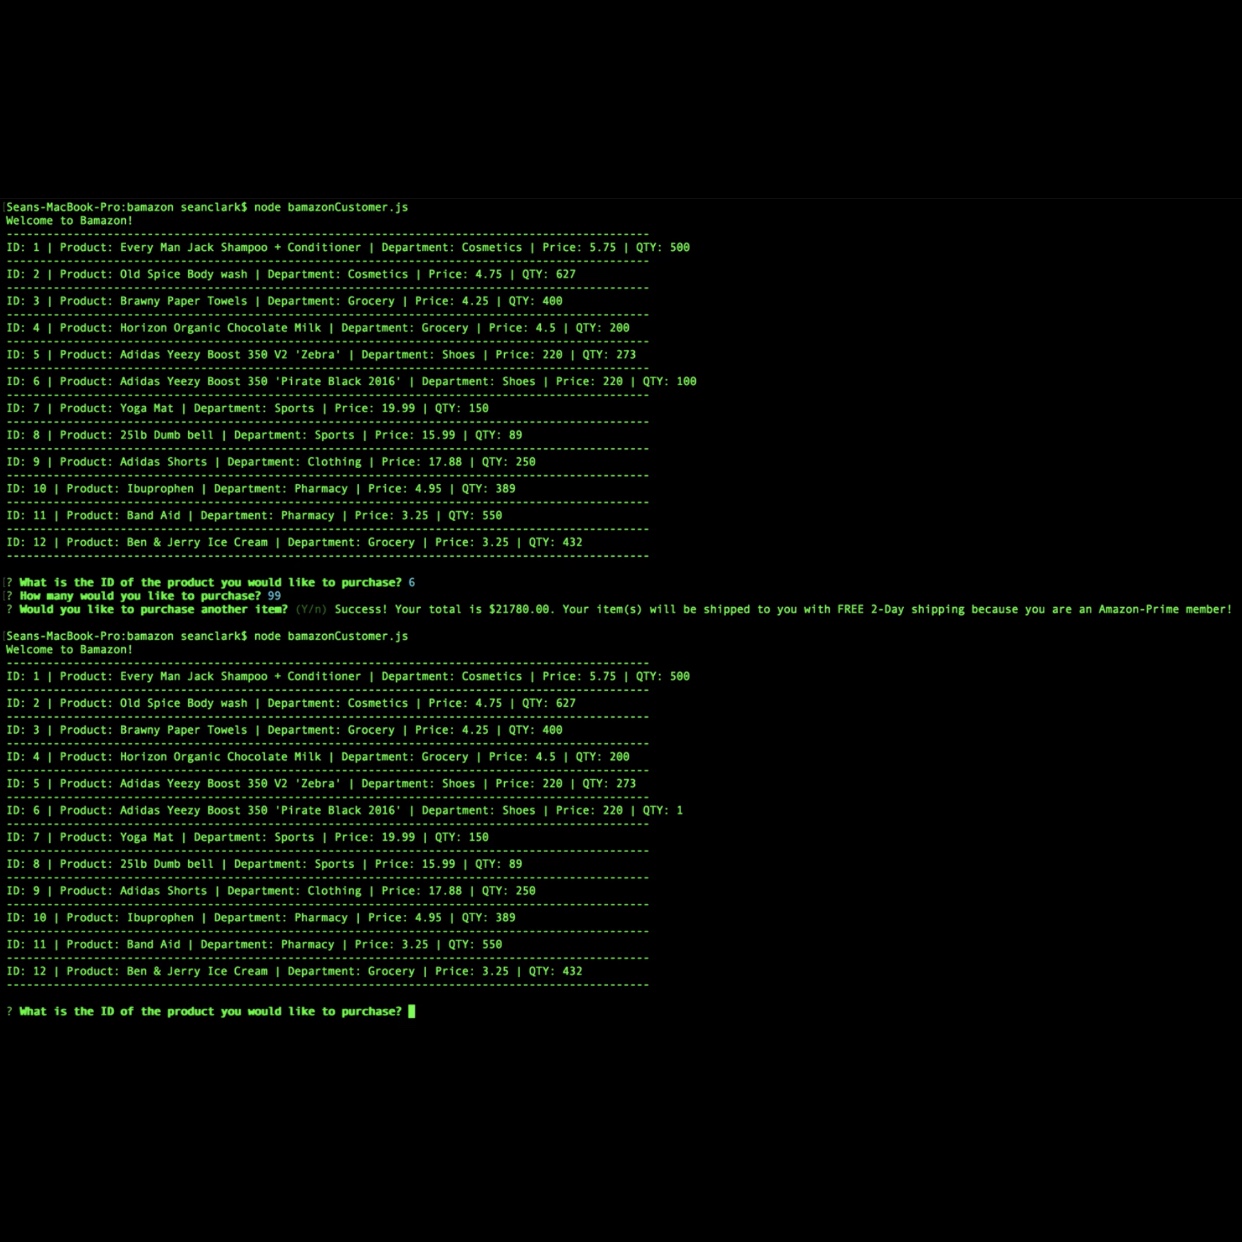 Seans-MacBook-Pro:bamazon seanclark$ node bamazonCustomer.js
Welcome to Bamazon!
------------------------------------------------------------------------------------------------
ID: 1 | Product: Every Man Jack Shampoo + Conditioner | Department: Cosmetics | Price: 5.75 | QTY: 500
------------------------------------------------------------------------------------------------
ID: 2 | Product: Old Spice Body wash | Department: Cosmetics | Price: 4.75 | QTY: 627
------------------------------------------------------------------------------------------------
ID: 3 | Product: Brawny Paper Towels | Department: Grocery | Price: 4.25 | QTY: 400
------------------------------------------------------------------------------------------------
ID: 4 | Product: Horizon Organic Chocolate Milk | Department: Grocery | Price: 4.5 | QTY: 200
------------------------------------------------------------------------------------------------
ID: 5 | Product: Adidas Yeezy Boost 350 V2 'Zebra' | Department: Shoes | Price: 220 | QTY: 273
------------------------------------------------------------------------------------------------
ID: 6 | Product: Adidas Yeezy Boost 350 'Pirate Black 2016' | Department: Shoes | Price: 220 | QTY: 100
------------------------------------------------------------------------------------------------
ID: 7 | Product: Yoga Mat | Department: Sports | Price: 19.99 | QTY: 150
------------------------------------------------------------------------------------------------
ID: 8 | Product: 25lb Dumb bell | Department: Sports | Price: 15.99 | QTY: 89
------------------------------------------------------------------------------------------------
ID: 9 | Product: Adidas Shorts | Department: Clothing | Price: 17.88 | QTY: 250
------------------------------------------------------------------------------------------------
ID: 10 | Product: Ibuprophen | Department: Pharmacy | Price: 4.95 | QTY: 389
------------------------------------------------------------------------------------------------
ID: 11 | Product: Band Aid | Department: Pharmacy | Price: 3.25 | QTY: 550
------------------------------------------------------------------------------------------------
ID: 12 | Product: Ben & Jerry Ice Cream | Department: Grocery | Price: 3.25 | QTY: 432
------------------------------------------------------------------------------------------------
? What is the ID of the product you would like to purchase? 6
? How many would you like to purchase? 99
? Would you like to purchase another item? (Y/n) Success! Your total is $21780.00. Your item(s) will be shipped to you with FREE 2-Day shipping because you are an Amazon-Prime member!
Seans-MacBook-Pro:bamazon seanclark$ node bamazonCustomer.js
Welcome to Bamazon!
------------------------------------------------------------------------------------------------
ID: 1 | Product: Every Man Jack Shampoo + Conditioner | Department: Cosmetics | Price: 5.75 | QTY: 500
------------------------------------------------------------------------------------------------
ID: 2 | Product: Old Spice Body wash | Department: Cosmetics | Price: 4.75 | QTY: 627
------------------------------------------------------------------------------------------------
ID: 3 | Product: Brawny Paper Towels | Department: Grocery | Price: 4.25 | QTY: 400
------------------------------------------------------------------------------------------------
ID: 4 | Product: Horizon Organic Chocolate Milk | Department: Grocery | Price: 4.5 | QTY: 200
------------------------------------------------------------------------------------------------
ID: 5 | Product: Adidas Yeezy Boost 350 V2 'Zebra' | Department: Shoes | Price: 220 | QTY: 273
------------------------------------------------------------------------------------------------
ID: 6 | Product: Adidas Yeezy Boost 350 'Pirate Black 2016' | Department: Shoes | Price: 220 | QTY: 1
------------------------------------------------------------------------------------------------
ID: 7 | Product: Yoga Mat | Department: Sports | Price: 19.99 | QTY: 150
------------------------------------------------------------------------------------------------
ID: 8 | Product: 25lb Dumb bell | Department: Sports | Price: 15.99 | QTY: 89
------------------------------------------------------------------------------------------------
ID: 9 | Product: Adidas Shorts | Department: Clothing | Price: 17.88 | QTY: 250
------------------------------------------------------------------------------------------------
ID: 10 | Product: Ibuprophen | Department: Pharmacy | Price: 4.95 | QTY: 389
------------------------------------------------------------------------------------------------
ID: 11 | Product: Band Aid | Department: Pharmacy | Price: 3.25 | QTY: 550
------------------------------------------------------------------------------------------------
ID: 12 | Product: Ben & Jerry Ice Cream | Department: Grocery | Price: 3.25 | QTY: 432
------------------------------------------------------------------------------------------------
? What is the ID of the product you would like to purchase?